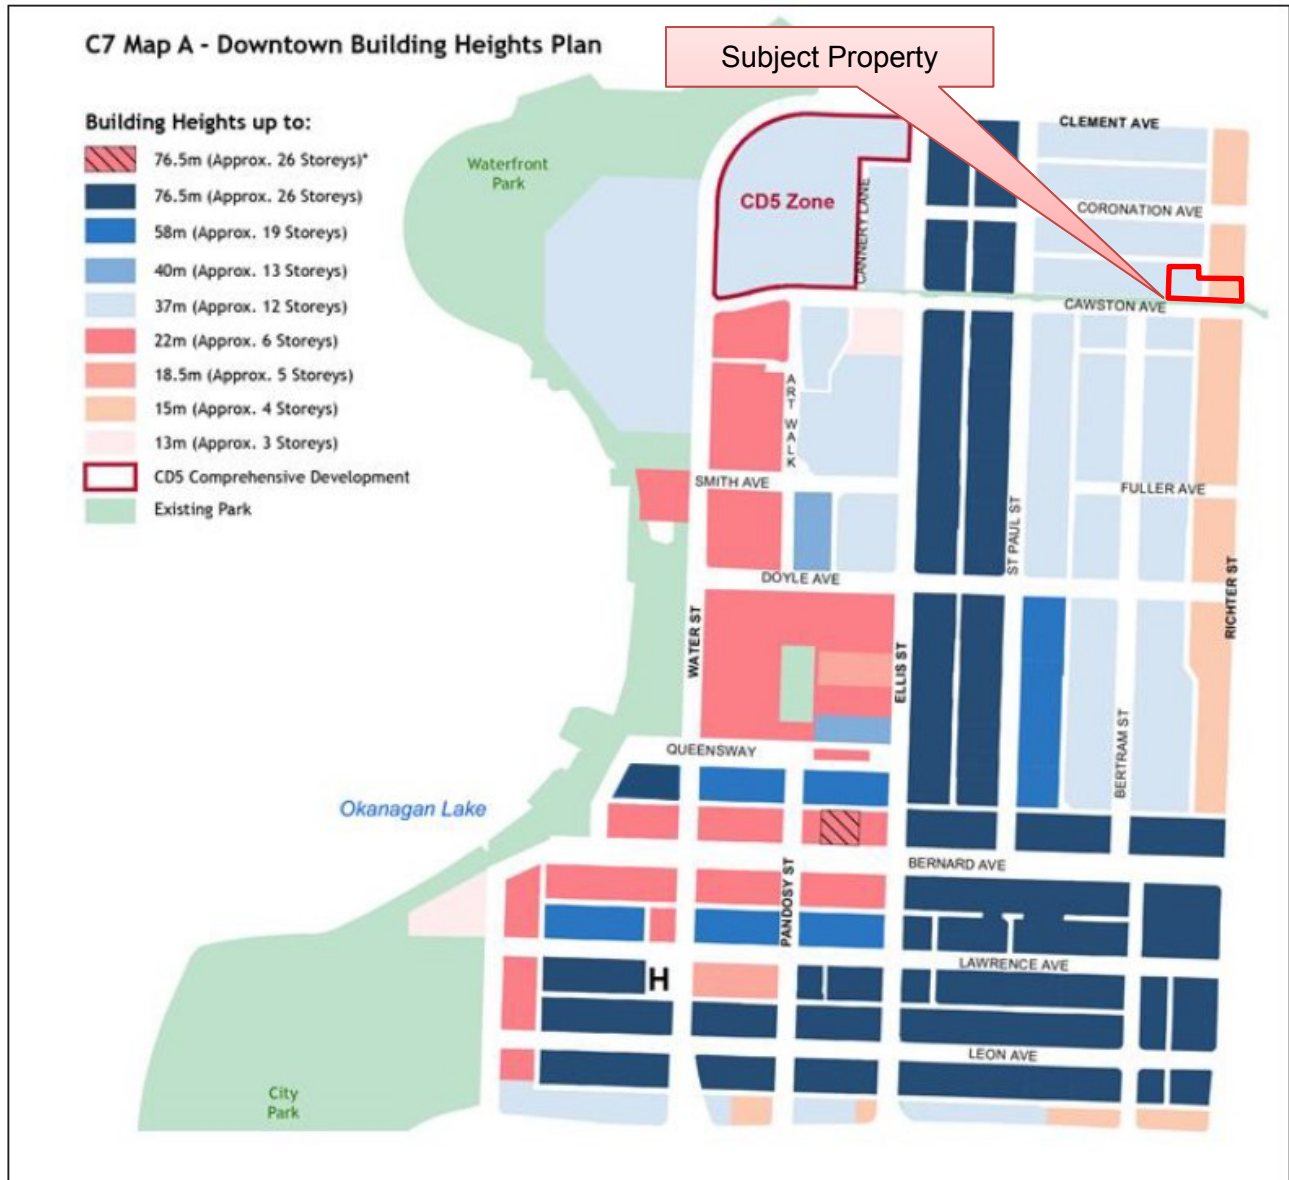 C7 Map A - Downtown Building Heights Plan
Subject Property
Building Heights up to:
76.5m (Approx. 26 Storeys)*
76.5m (Approx. 26 Storeys)
58m (Approx. 19 Storeys)
40m (Approx. 13 Storeys)
37m (Approx. 12 Storeys)
22m (Approx. 6 Storeys)
18.5m (Approx. 5 Storeys)
15m (Approx. 4 Storeys)
13m (Approx. 3 Storeys)
CD5 Comprehensive Development
Existing Park
Waterfront
Park
CD5 Zone
CANNERY LANE
CLEMENT AVE
CORONATION AVE
CAWSTON AVE
ART WALK
SMITH AVE
FULLER AVE
ST PAUL ST
DOYLE AVE
WATER ST
ELLIS ST
RICHTER ST
BERTRAM ST
QUEENSWAY
Okanagan Lake
PANDOSY ST
BERNARD AVE
LAWRENCE AVE
H
LEON AVE
City
Park